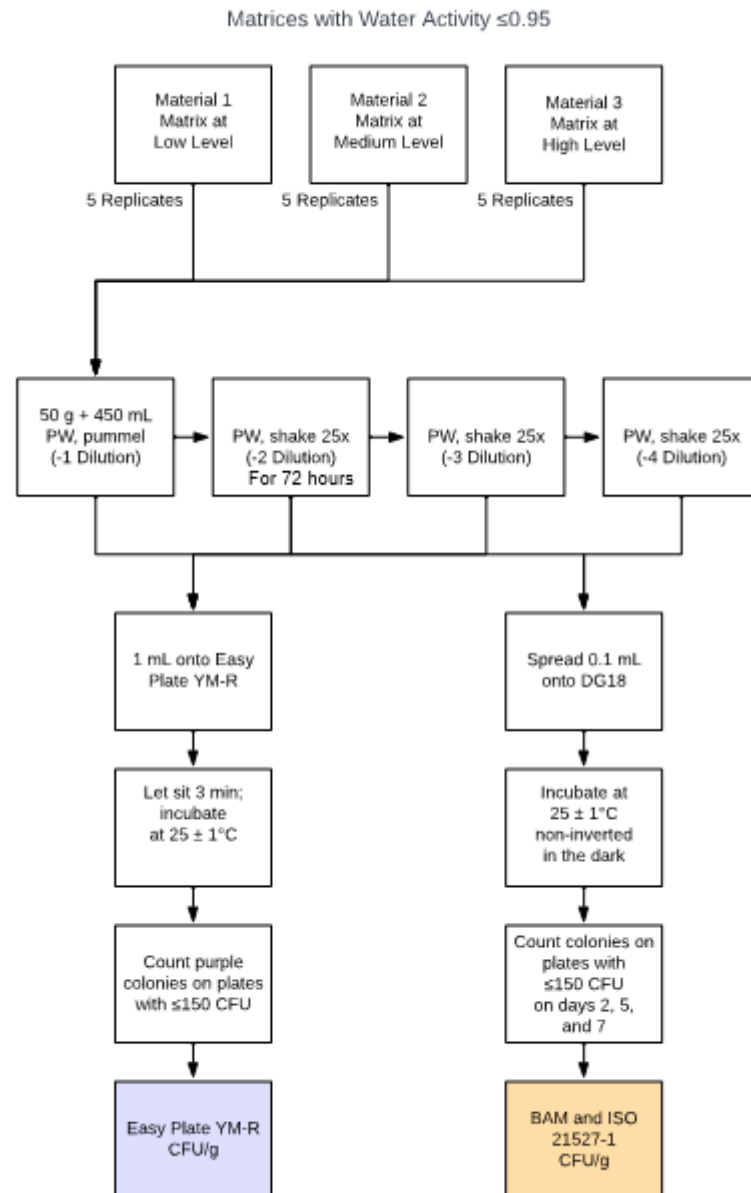 Matrices with Water Activity ≤0.95
Material 1
Matrix at
Low Level
Material 2
Matrix at
Medium Level
Material 3
Matrix at
High Level
5 Replicates
5 Replicates
5 Replicates
50 g + 450 mL
PW, pummel
(-1 Dilution)
PW, shake 25x
(-2 Dilution)
For 72 hours
PW, shake 25x
(-3 Dilution)
PW, shake 25x
(-4 Dilution)
1 mL onto Easy
Plate YM-R
Spread 0.1 mL
onto DG18
Let sit 3 min;
incubate
at 25 ± 1°C
Incubate at
25 ± 1°C
non-inverted
in the dark
Count purple
colonies on plates
with ≤150 CFU
Count colonies on
plates with
≤150 CFU
on days 2, 5,
and 7
Easy Plate YM-R
CFU/g
BAM and ISO
21527-1
CFU/g